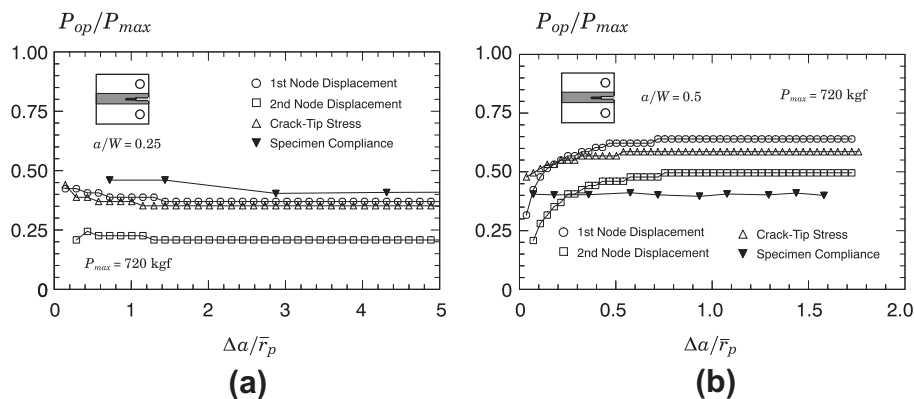 P_op/P_max
1.00
0.75
0.50
0.25
0
a/W = 0.25
1st Node Displacement
2nd Node Displacement
Crack-Tip Stress
Specimen Compliance
P_max = 720 kgf
0 1 2 3 4 5
Δa/r̄_p
(a)
P_op/P_max
1.00
0.75
0.50
0.25
0
a/W = 0.5
P_max = 720 kgf
1st Node Displacement
2nd Node Displacement
Crack-Tip Stress
Specimen Compliance
0 0.5 1.0 1.5 2.0
Δa/r̄_p
(b)